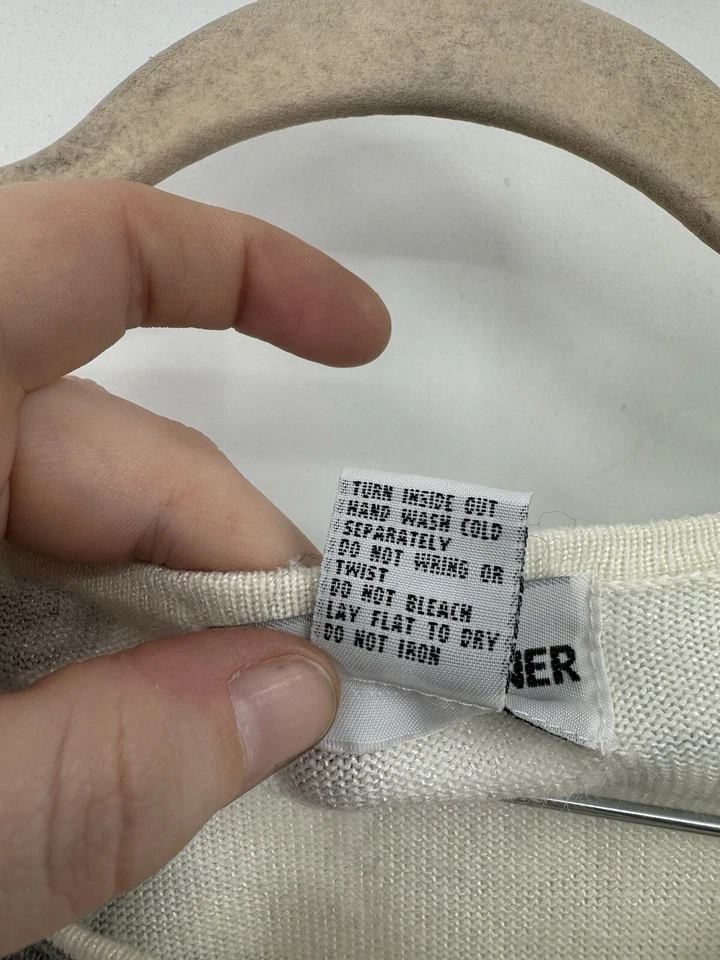 TURN INSIDE OUT
HAND WASH COLD
SEPARATELY
DO NOT WRING OR
TWIST
DO NOT BLEACH
LAY FLAT TO DRY
DO NOT IRON
NER